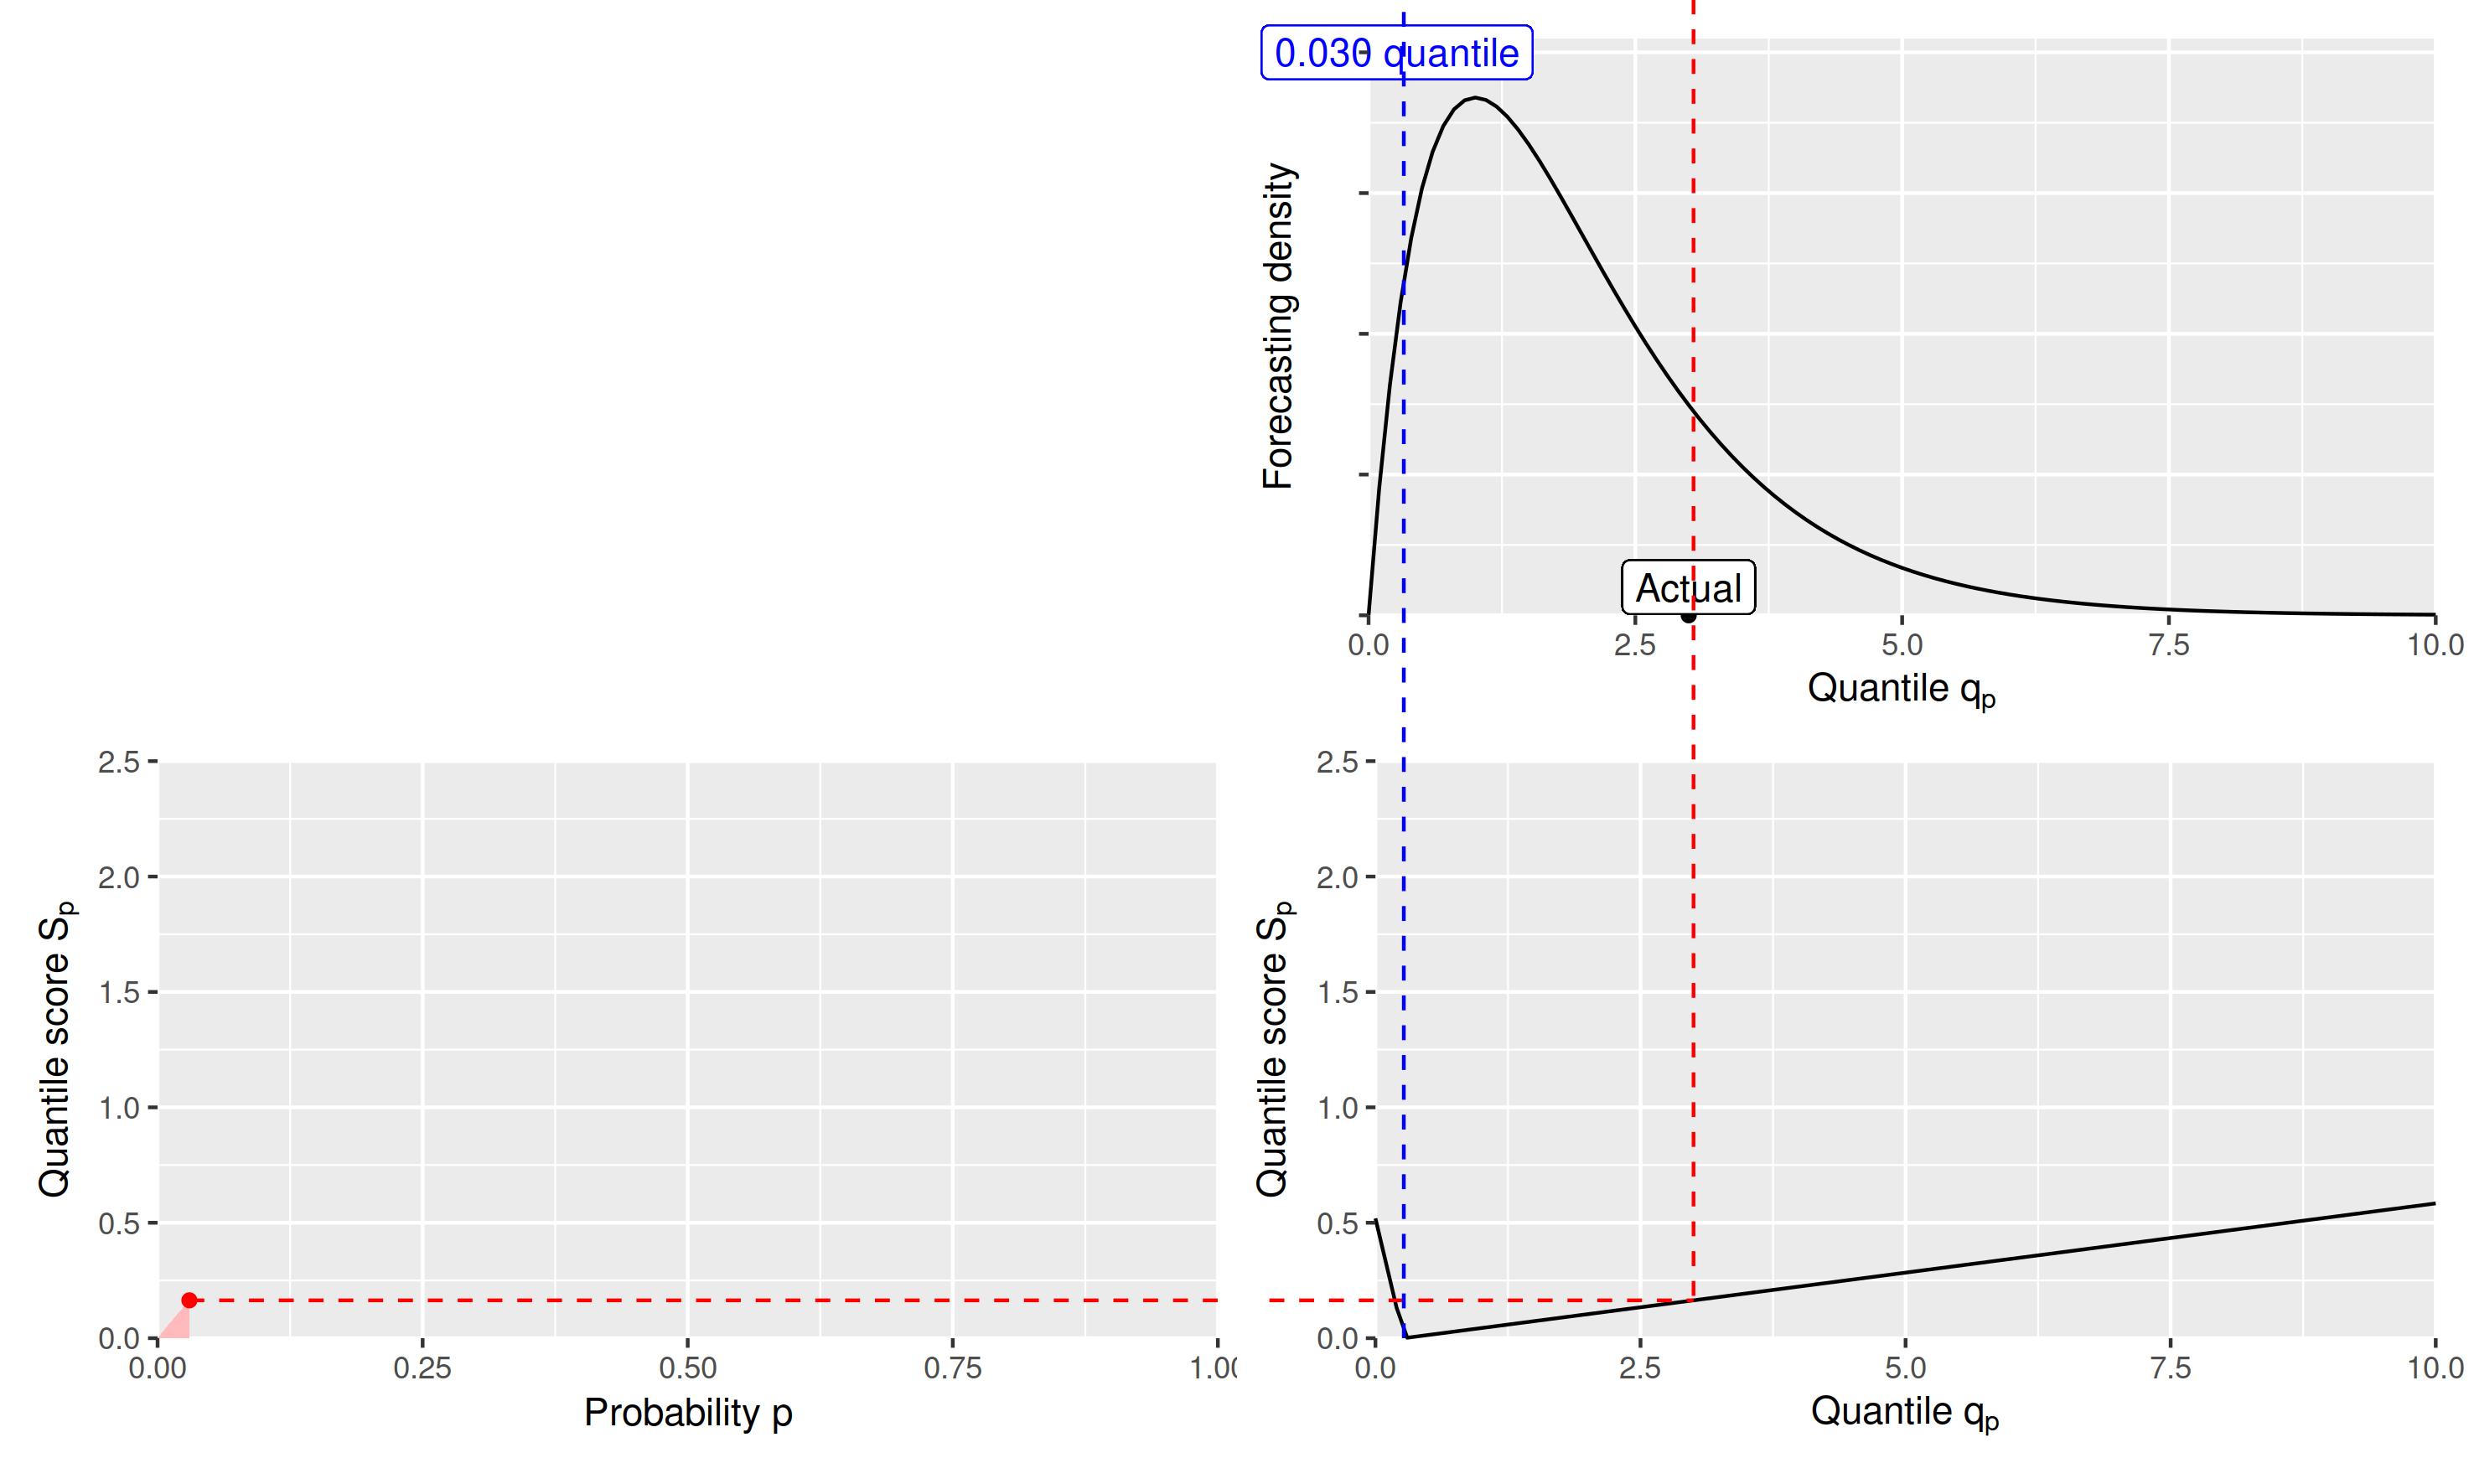 0.030 quantile
Forecasting density
Actual
0.0 2.5 5.0 7.5 10.0
Quantile qp
2.5
2.0
1.5
1.0
0.5
0.0
Quantile score Sp
0.00 0.25 0.50 0.75 1.00
Probability p
2.5
2.0
1.5
1.0
0.5
0.0
Quantile score Sp
0.0 2.5 5.0 7.5 10.0
Quantile qp